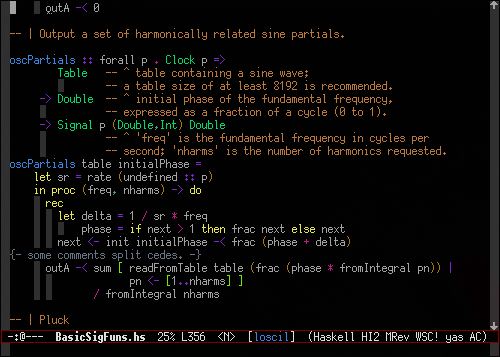 outA -< 0
-- | Output a set of harmonically related sine partials.
oscPartials :: forall p . Clock p =>
Table -- ^ table containing a sine wave;
-- a table size of at least 8192 is recommended.
-> Double -- ^ initial phase of the fundamental frequency,
-- expressed as a fraction of a cycle (0 to 1).
-> Signal p (Double,Int) Double
-- ^ 'freq' is the fundamental frequency in cycles per
-- second; 'nharms' is the number of harmonics requested.
oscPartials table initialPhase =
let sr = rate (undefined :: p)
in proc (freq, nharms) -> do
rec
let delta = 1 / sr * freq
phase = if next > 1 then frac next else next
next <- init initialPhase -< frac (phase + delta)
{- some comments split cedes. -}
outA -< sum [ readFromTable table (frac (phase * fromIntegral pn)) |
pn <- [1..nharms] ]
/ fromIntegral nharms
-- | Pluck
-:@--- BasicSigFuns.hs 25% L356 <N> [loscil] (Haskell HI2 MRev WSC! yas AC)